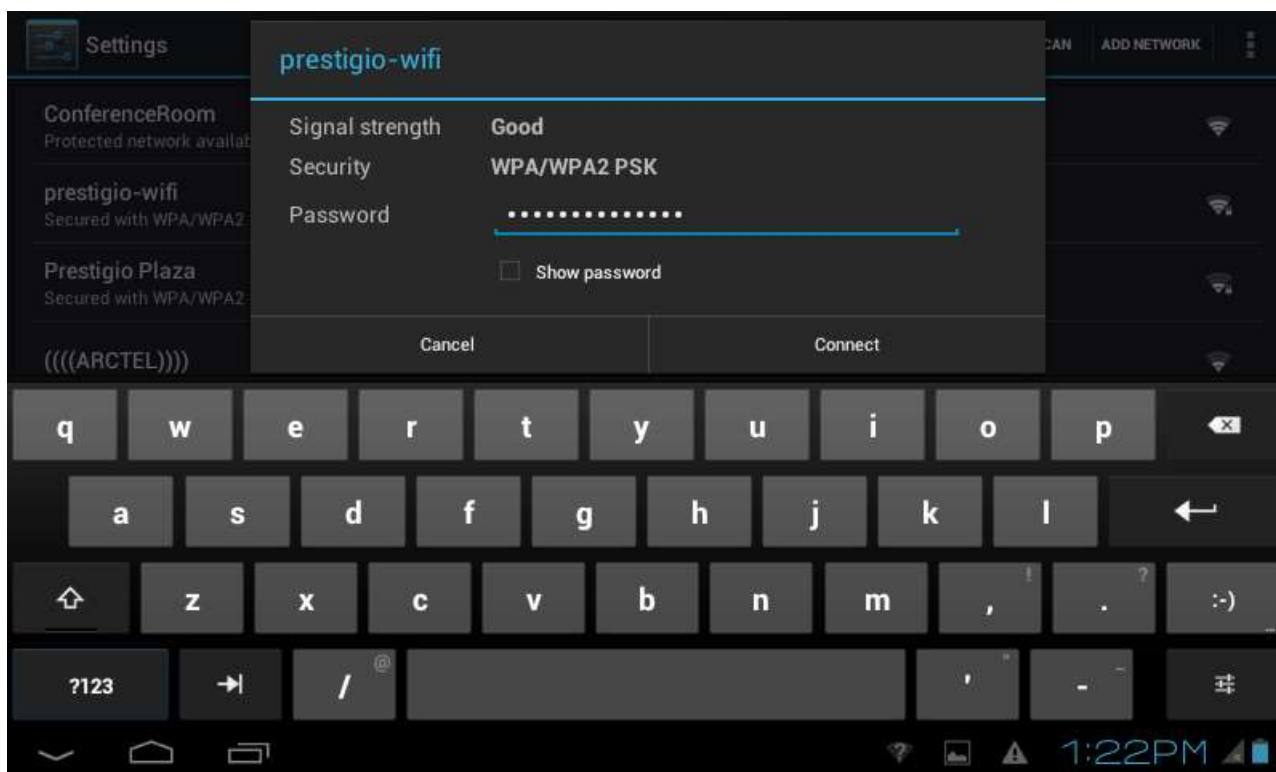 Settings
CAN ADD NETWORK
prestigio-wifi
ConferenceRoom
Protected network availab
Signal strength Good
Security WPA/WPA2 PSK
prestigio-wifi
Secured with WPA/WPA2
Password ••••••••••••••
Prestigio Plaza
Secured with WPA/WPA2
Show password
((((ARCTEL))))
Cancel Connect
q w e r t y u i o p
a s d f g h j k l
z x c v b n m , ! . ? :-) ...
?123 / @ ' " - _
1:22PM